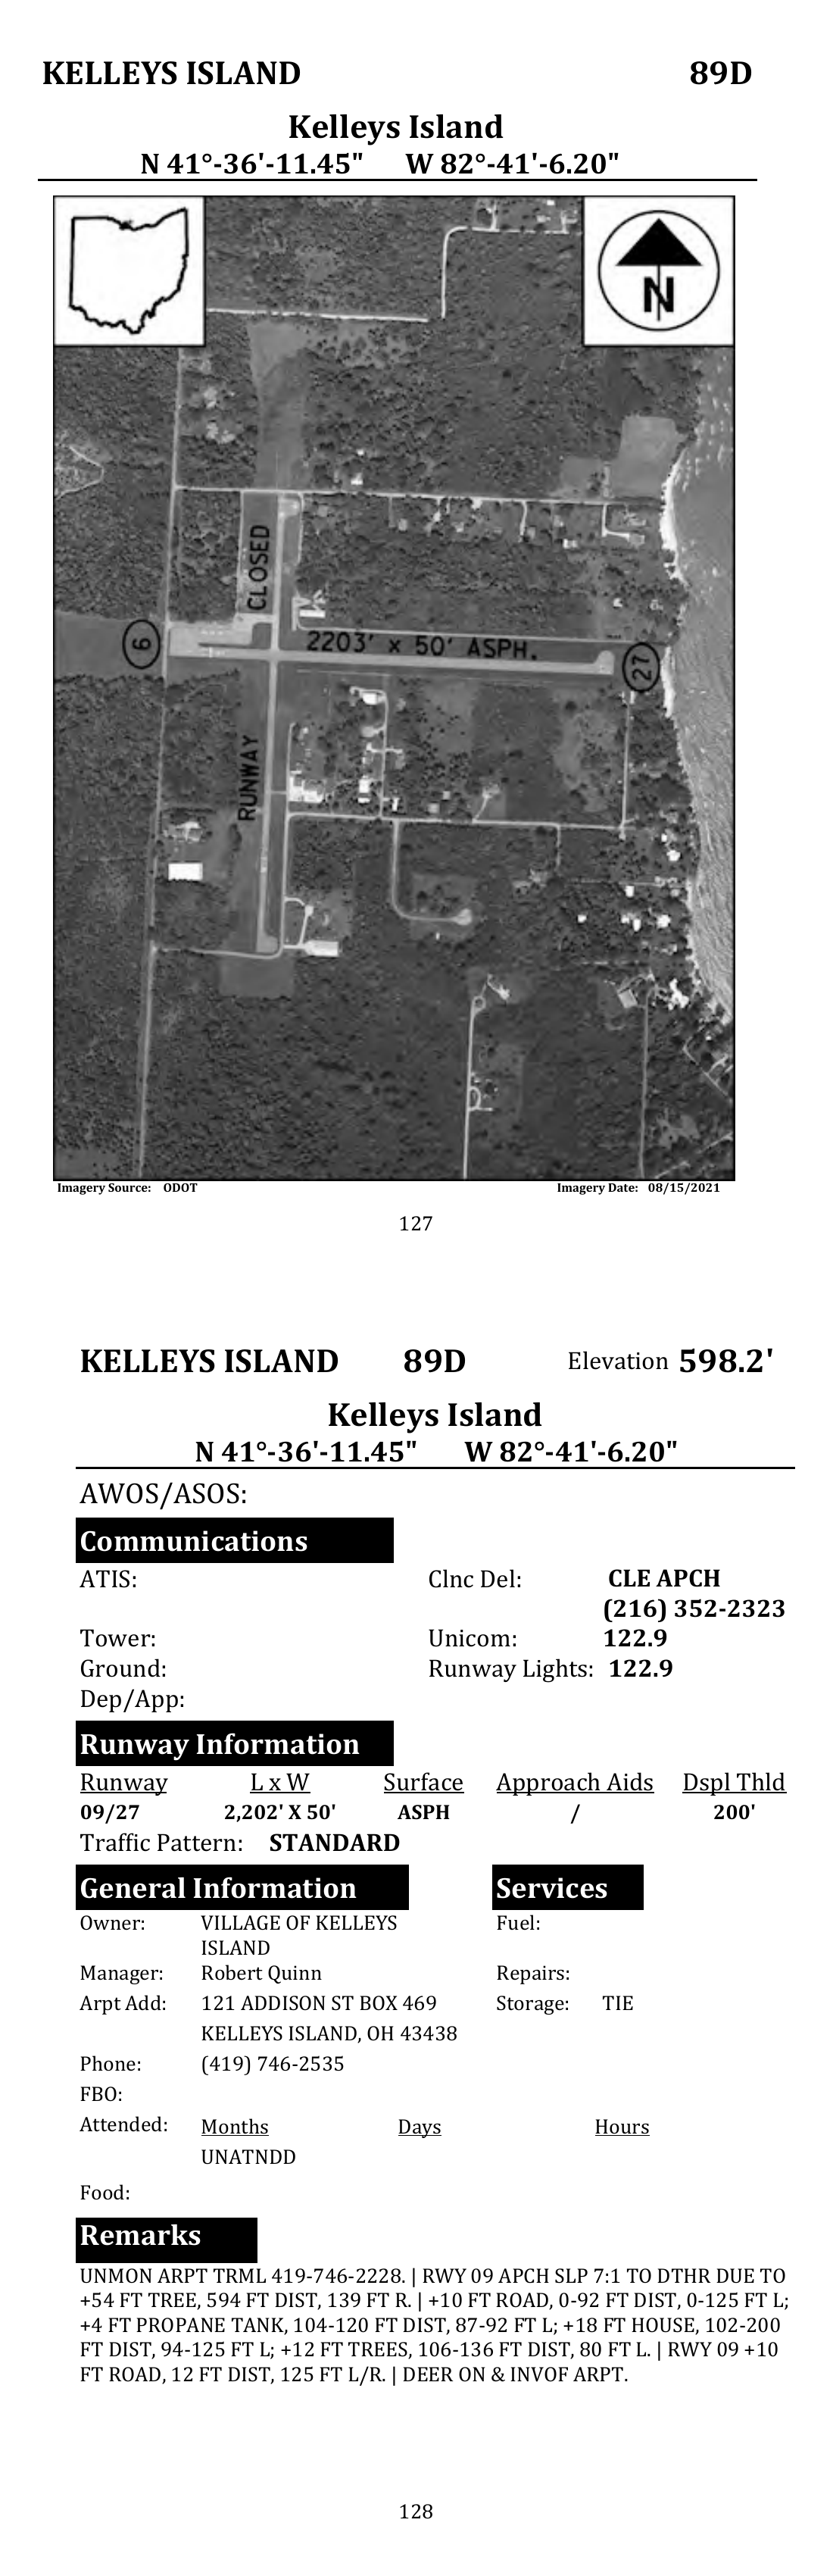 KELLEYS ISLAND 89D
Kelleys Island
N 41°-36'-11.45" W 82°-41'-6.20"
N
CLOSED
9
2203' x 50' ASPH.
27
RUNWAY
Imagery Source: ODOT Imagery Date: 08/15/2021
127
KELLEYS ISLAND 89D Elevation 598.2'
Kelleys Island
N 41°-36'-11.45" W 82°-41'-6.20"
AWOS/ASOS:
Communications
ATIS: Clnc Del: CLE APCH
(216) 352-2323
Tower: Unicom: 122.9
Ground: Runway Lights: 122.9
Dep/App:
Runway Information
Runway L x W Surface Approach Aids Dspl Thld
09/27 2,202' X 50' ASPH / 200'
Traffic Pattern: STANDARD
General Information Services
Owner: VILLAGE OF KELLEYS Fuel:
ISLAND
Manager: Robert Quinn Repairs:
Arpt Add: 121 ADDISON ST BOX 469 Storage: TIE
KELLEYS ISLAND, OH 43438
Phone: (419) 746-2535
FBO:
Attended: Months Days Hours
UNATNDD
Food:
Remarks
UNMON ARPT TRML 419-746-2228. | RWY 09 APCH SLP 7:1 TO DTHR DUE TO
+54 FT TREE, 594 FT DIST, 139 FT R. | +10 FT ROAD, 0-92 FT DIST, 0-125 FT L;
+4 FT PROPANE TANK, 104-120 FT DIST, 87-92 FT L; +18 FT HOUSE, 102-200
FT DIST, 94-125 FT L; +12 FT TREES, 106-136 FT DIST, 80 FT L. | RWY 09 +10
FT ROAD, 12 FT DIST, 125 FT L/R. | DEER ON & INVOF ARPT.
128